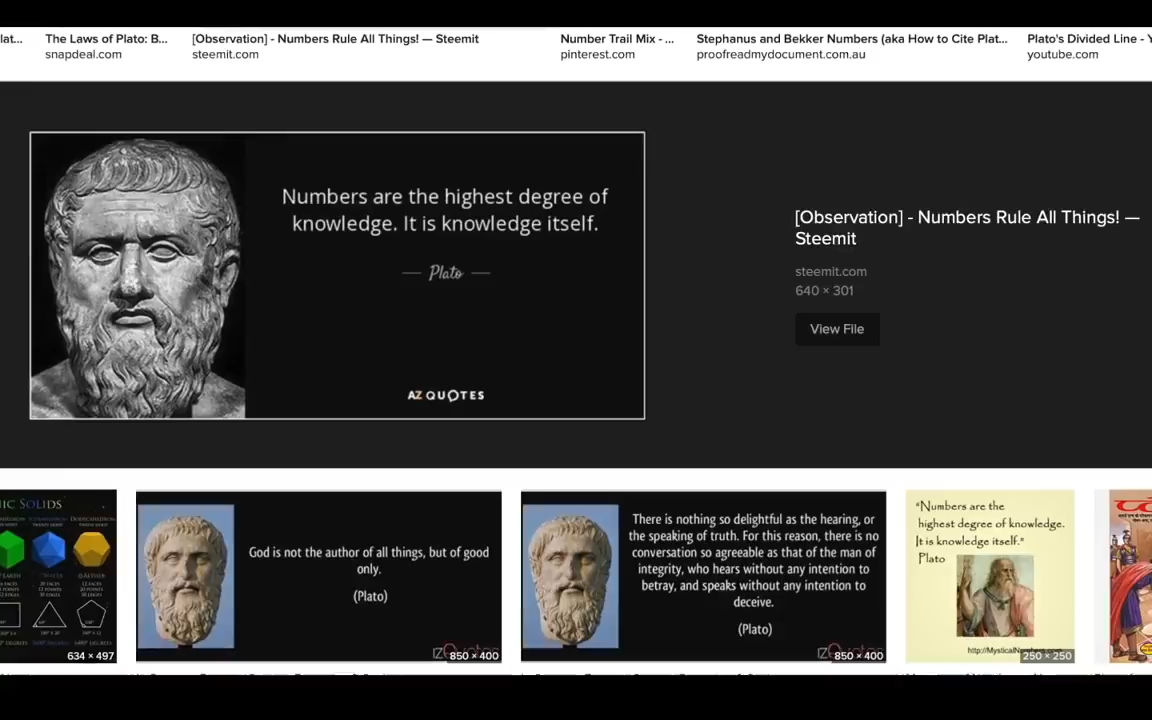 lat...
The Laws of Plato: B...
snapdeal.com
[Observation] - Numbers Rule All Things! — Steemit
steemit.com
Number Trail Mix - ...
pinterest.com
Stephanus and Bekker Numbers (aka How to Cite Plat...
proofreadmydocument.com.au
Plato's Divided Line - Y
youtube.com
Numbers are the highest degree of
knowledge. It is knowledge itself.
— Plato —
AZ QUOTES
[Observation] - Numbers Rule All Things! —
Steemit
steemit.com
640 × 301
View File
NIC SOLIDS
634 × 497
God is not the author of all things, but of good
only.
(Plato)
850 × 400
There is nothing so delightful as the hearing, or
the speaking of truth. For this reason, there is no
conversation so agreeable as that of the man of
integrity, who hears without any intention to
betray, and speaks without any intention to
deceive.
(Plato)
850 × 400
"Numbers are the
highest degree of knowledge.
It is knowledge itself."
Plato
250 × 250